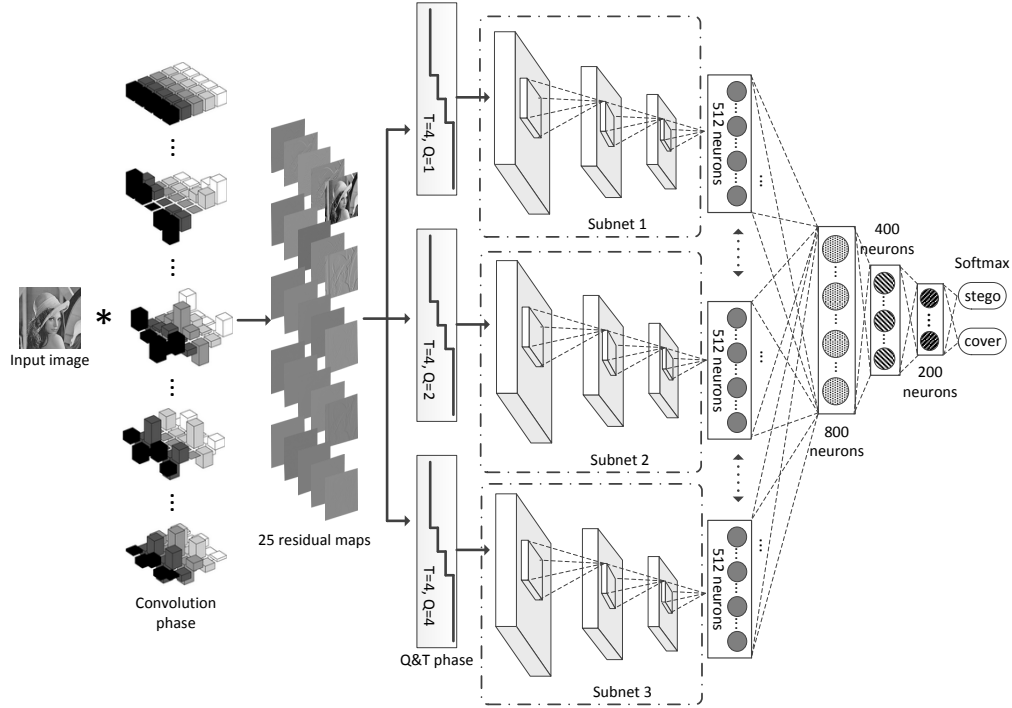 Input image
*
Convolution
phase
25 residual maps
T=4, Q=1
T=4, Q=2
T=4, Q=4
Q&T phase
Subnet 1
Subnet 2
Subnet 3
512 neurons
512 neurons
512 neurons
800
neurons
400
neurons
200
neurons
Softmax
stego
cover